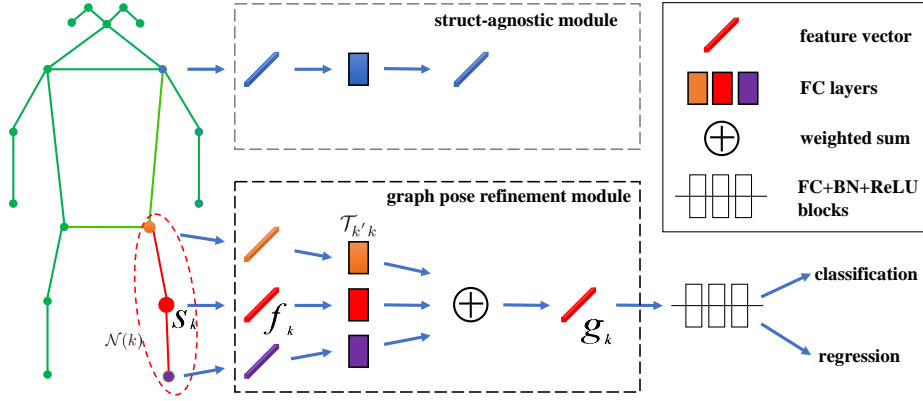 struct-agnostic module
feature vector
FC layers
weighted sum
FC+BN+ReLU
blocks
graph pose refinement module
𝒯k′k
Sk
fk
gk
𝒩(k)
classification
regression